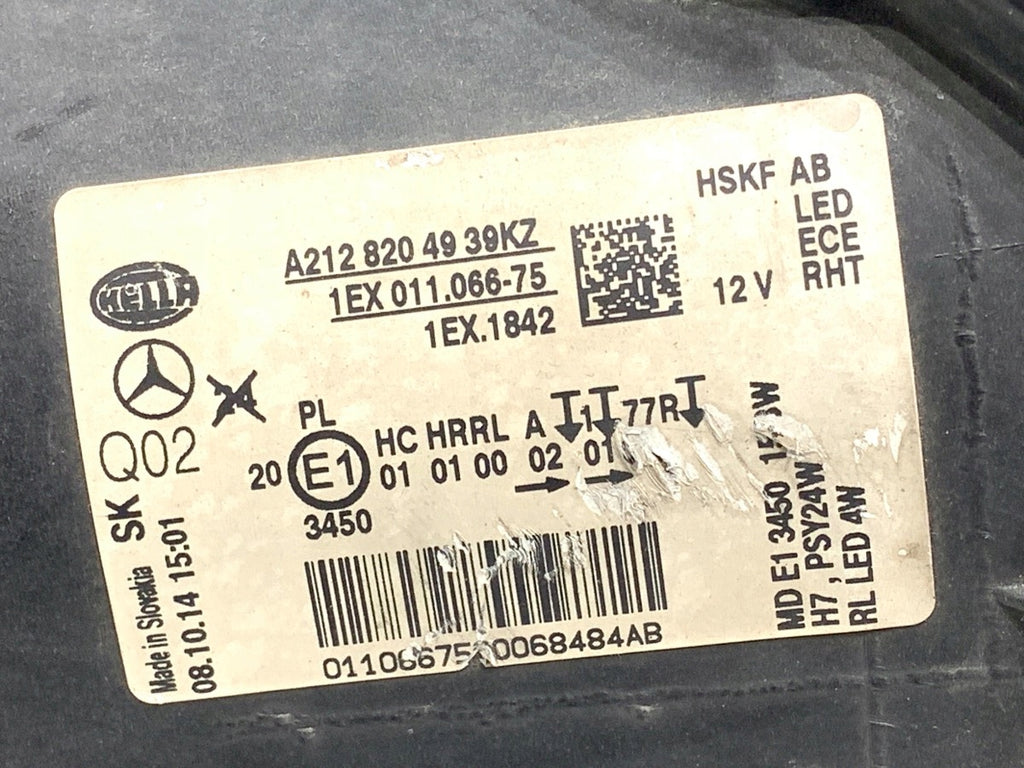 HELLA
A212 820 49 39KZ
1EX 011.066-75
1EX.1842
HSKF AB
LED
ECE
RHT
12 V
PL
20 E1
3450
HC HRRL A 1 77R
01 01 00 02 01
SK
Q02
Made in Slovakia
08.10.14 15:01
MD E1 3450
H7, PSY24W
RL LED 4W